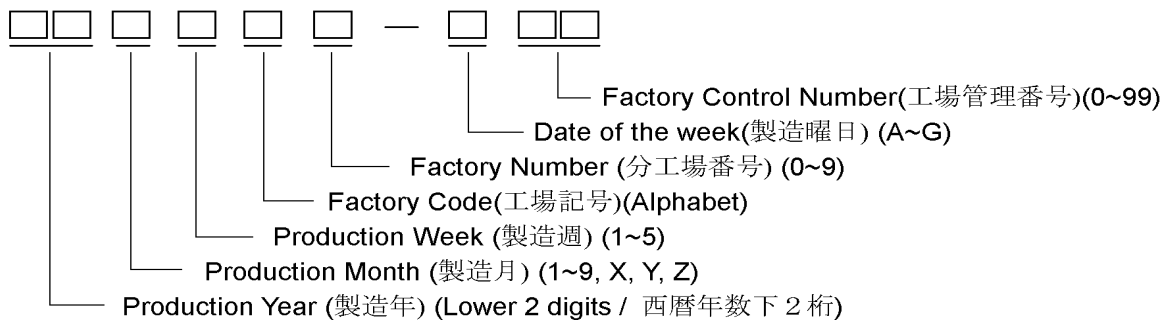 Factory Control Number(工場管理番号)(0~99)
Date of the week(製造曜日) (A~G)
Factory Number (分工場番号) (0~9)
Factory Code(工場記号)(Alphabet)
Production Week (製造週) (1~5)
Production Month (製造月) (1~9, X, Y, Z)
Production Year (製造年) (Lower 2 digits / 西暦年数下２桁)